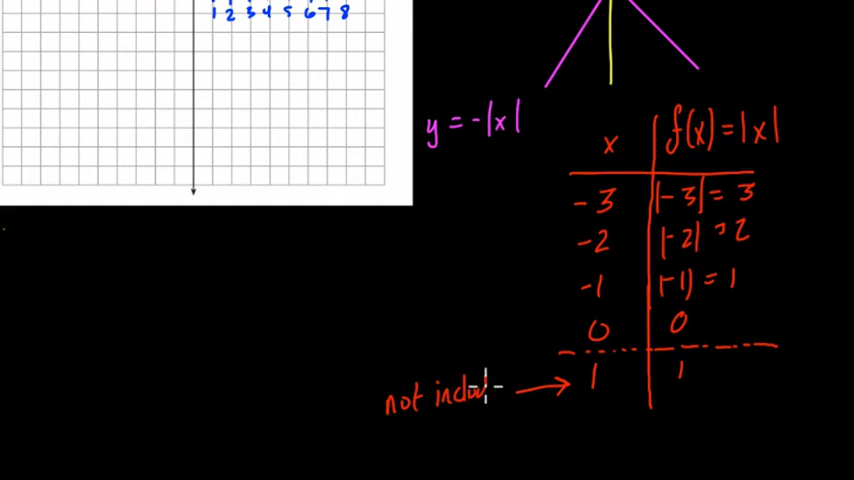 1 2 3 4 5 6 7 8
y = -|x|
x f(x) = |x|
-3 |-3| = 3
-2 |-2| = 2
-1 |-1| = 1
0 0
1 1
not includ